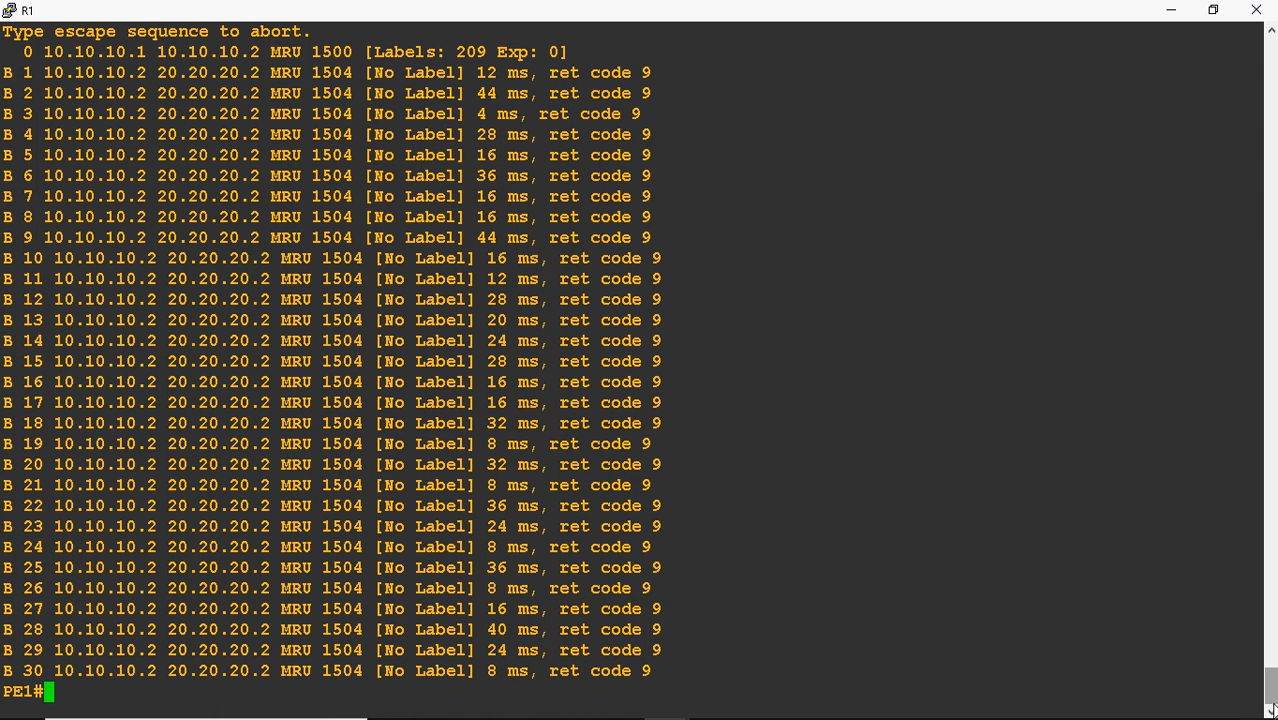 R1
Type escape sequence to abort.
0 10.10.10.1 10.10.10.2 MRU 1500 [Labels: 209 Exp: 0]
B 1 10.10.10.2 20.20.20.2 MRU 1504 [No Label] 12 ms, ret code 9
B 2 10.10.10.2 20.20.20.2 MRU 1504 [No Label] 44 ms, ret code 9
B 3 10.10.10.2 20.20.20.2 MRU 1504 [No Label] 4 ms, ret code 9
B 4 10.10.10.2 20.20.20.2 MRU 1504 [No Label] 28 ms, ret code 9
B 5 10.10.10.2 20.20.20.2 MRU 1504 [No Label] 16 ms, ret code 9
B 6 10.10.10.2 20.20.20.2 MRU 1504 [No Label] 36 ms, ret code 9
B 7 10.10.10.2 20.20.20.2 MRU 1504 [No Label] 16 ms, ret code 9
B 8 10.10.10.2 20.20.20.2 MRU 1504 [No Label] 16 ms, ret code 9
B 9 10.10.10.2 20.20.20.2 MRU 1504 [No Label] 44 ms, ret code 9
B 10 10.10.10.2 20.20.20.2 MRU 1504 [No Label] 16 ms, ret code 9
B 11 10.10.10.2 20.20.20.2 MRU 1504 [No Label] 12 ms, ret code 9
B 12 10.10.10.2 20.20.20.2 MRU 1504 [No Label] 28 ms, ret code 9
B 13 10.10.10.2 20.20.20.2 MRU 1504 [No Label] 20 ms, ret code 9
B 14 10.10.10.2 20.20.20.2 MRU 1504 [No Label] 24 ms, ret code 9
B 15 10.10.10.2 20.20.20.2 MRU 1504 [No Label] 28 ms, ret code 9
B 16 10.10.10.2 20.20.20.2 MRU 1504 [No Label] 16 ms, ret code 9
B 17 10.10.10.2 20.20.20.2 MRU 1504 [No Label] 16 ms, ret code 9
B 18 10.10.10.2 20.20.20.2 MRU 1504 [No Label] 32 ms, ret code 9
B 19 10.10.10.2 20.20.20.2 MRU 1504 [No Label] 8 ms, ret code 9
B 20 10.10.10.2 20.20.20.2 MRU 1504 [No Label] 32 ms, ret code 9
B 21 10.10.10.2 20.20.20.2 MRU 1504 [No Label] 8 ms, ret code 9
B 22 10.10.10.2 20.20.20.2 MRU 1504 [No Label] 36 ms, ret code 9
B 23 10.10.10.2 20.20.20.2 MRU 1504 [No Label] 24 ms, ret code 9
B 24 10.10.10.2 20.20.20.2 MRU 1504 [No Label] 8 ms, ret code 9
B 25 10.10.10.2 20.20.20.2 MRU 1504 [No Label] 36 ms, ret code 9
B 26 10.10.10.2 20.20.20.2 MRU 1504 [No Label] 8 ms, ret code 9
B 27 10.10.10.2 20.20.20.2 MRU 1504 [No Label] 16 ms, ret code 9
B 28 10.10.10.2 20.20.20.2 MRU 1504 [No Label] 40 ms, ret code 9
B 29 10.10.10.2 20.20.20.2 MRU 1504 [No Label] 24 ms, ret code 9
B 30 10.10.10.2 20.20.20.2 MRU 1504 [No Label] 8 ms, ret code 9
PE1#